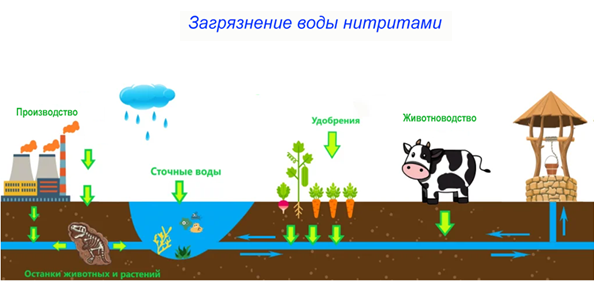 Загрязнение воды нитритами
Производство
Удобрения
Животноводство
Сточные воды
Останки животных и растений